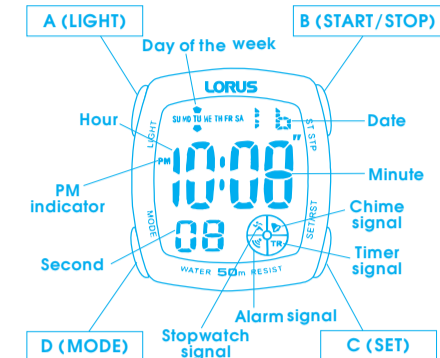 A (LIGHT)
B (START/STOP)
Day of the week
LORUS
SU MO TU WE TH FR SA
16
Hour
Date
LIGHT
ST STP
PM
10:08
"
Minute
PM
indicator
MODE
SET/RST
Chime
signal
08
TR
Second
Timer
signal
WATER 50m RESIST
Alarm signal
Stopwatch
signal
D (MODE)
C (SET)